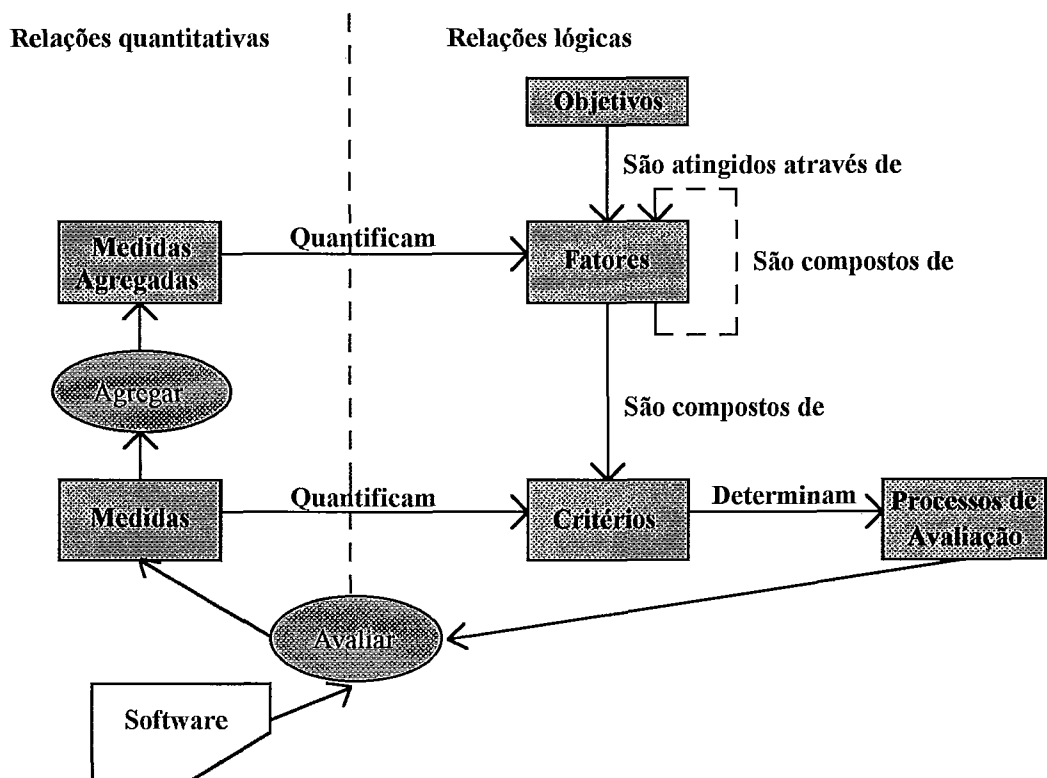 Relações quantitativas
Relações lógicas
Objetivos
São atingidos através de
Medidas
Agregadas
Quantificam
Fatores
São compostos de
Agregar
São compostos de
Medidas
Quantificam
Critérios
Determinam
Processos de
Avaliação
Avaliar
Software